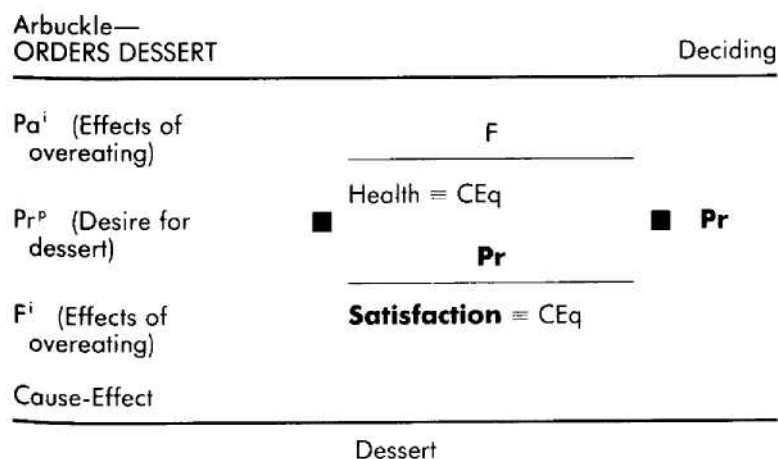 Arbuckle—
ORDERS DESSERT Deciding
Paⁱ (Effects of
overeating)
F
Health ≡ CEq
Prᵖ (Desire for
dessert)
■ ■ Pr
Pr
Satisfaction ≡ CEq
Fⁱ (Effects of
overeating)
Cause-Effect
Dessert